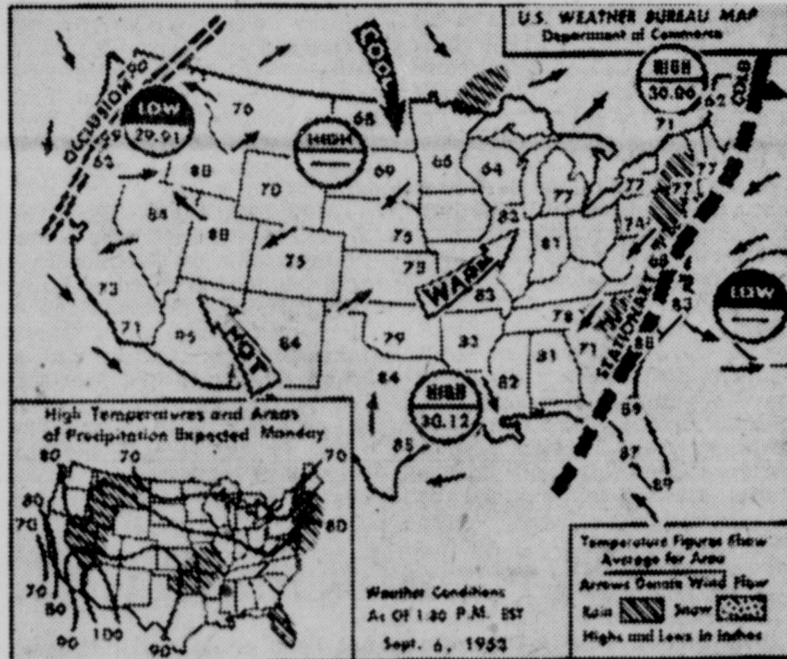 U.S. WEATHER BUREAU MAP
Department of Commerce
COOL
OCCLUSION
LOW
29.91
HIGH
HIGH
30.06
COLD
62
71
76
68
63
88
70
69
66
64
77
77
77
74
84
88
75
75
73
83
81
83
WARM
73
71
95
HOT
84
79
83
81
82
84
78
71
68
83
88
STATIONARY
LOW
HIGH
30.12
85
89
87
89
High Temperatures and Areas
of Precipitation Expected Monday
80
70
70
80
70
80
70
80
90
100
90
Weather Conditions
As Of 1:30 P.M. EST
Sept. 6, 1953
Temperature Figures Show
Average for Area
Arrows Denote Wind Flow
Rain
Snow
Highs and Lows in Inches